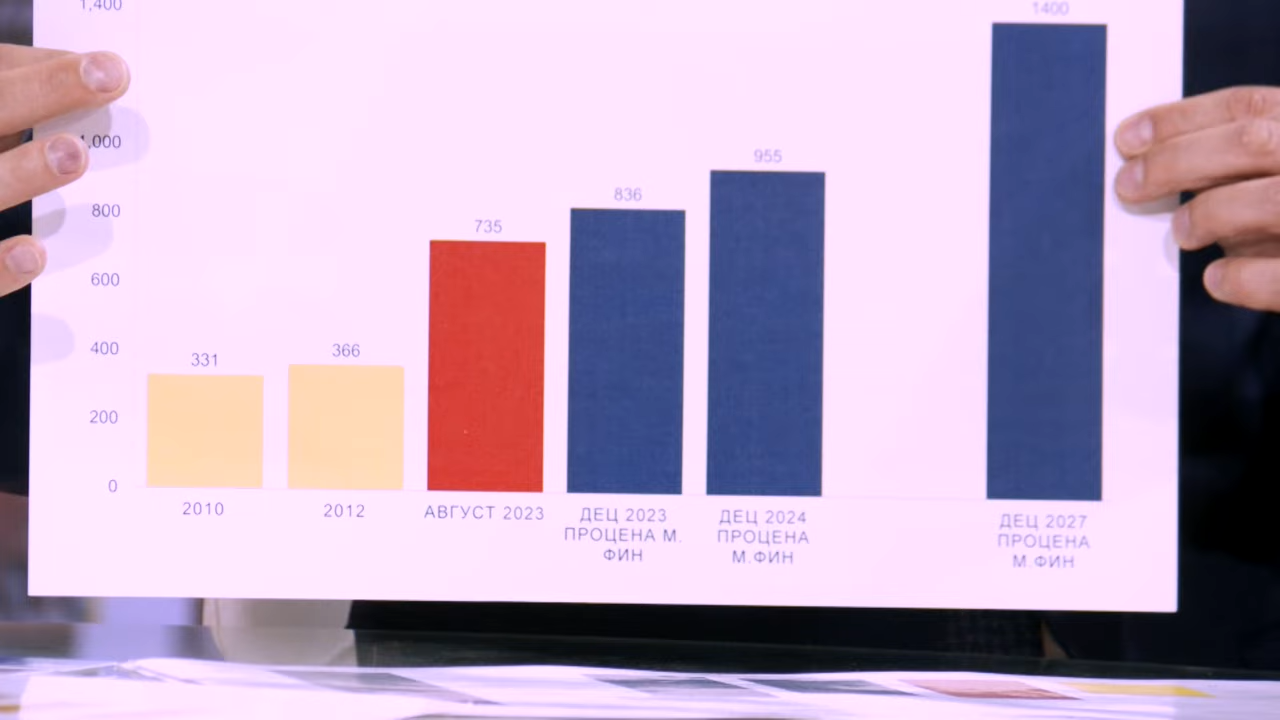 1,400
1400
1,000
955
836
800
735
600
400
331
366
200
0
2010
2012
АВГУСТ 2023
ДЕЦ 2023
ПРОЦЕНА М.
ФИН
ДЕЦ 2024
ПРОЦЕНА
М.ФИН
ДЕЦ 2027
ПРОЦЕНА
М.ФИН